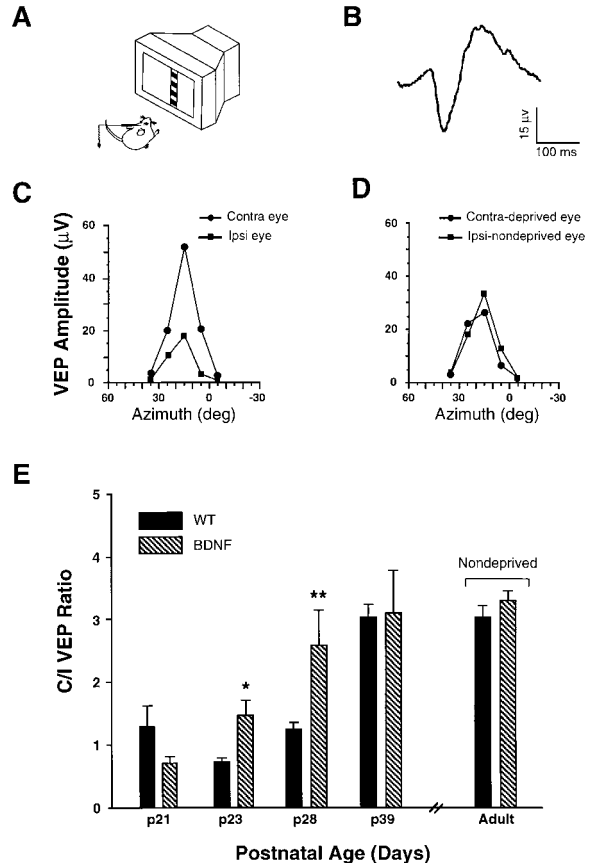 A
B
15 μv
100 ms
C
D
VEP Amplitude (μV)
60
40
20
0
60
30
0
-30
Azimuth (deg)
Contra eye
Ipsi eye
60
40
20
0
60
30
0
-30
Azimuth (deg)
Contra-deprived eye
Ipsi-nondeprived eye
E
C/I VEP Ratio
5
4
3
2
1
0
WT
BDNF
*
**
Nondeprived
p21
p23
p28
p39
Adult
Postnatal Age (Days)